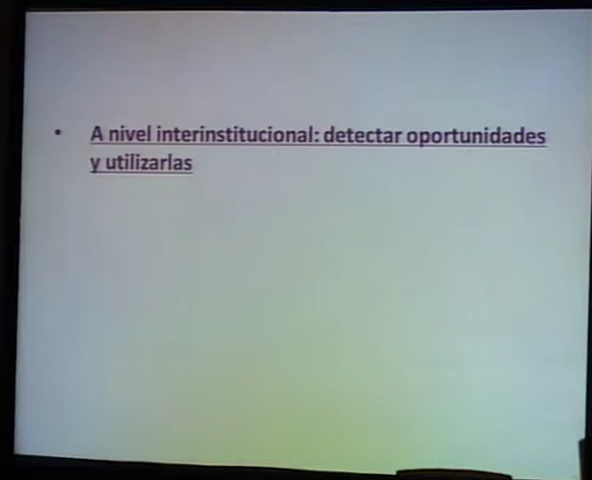 • A nivel interinstitucional: detectar oportunidades
y utilizarlas